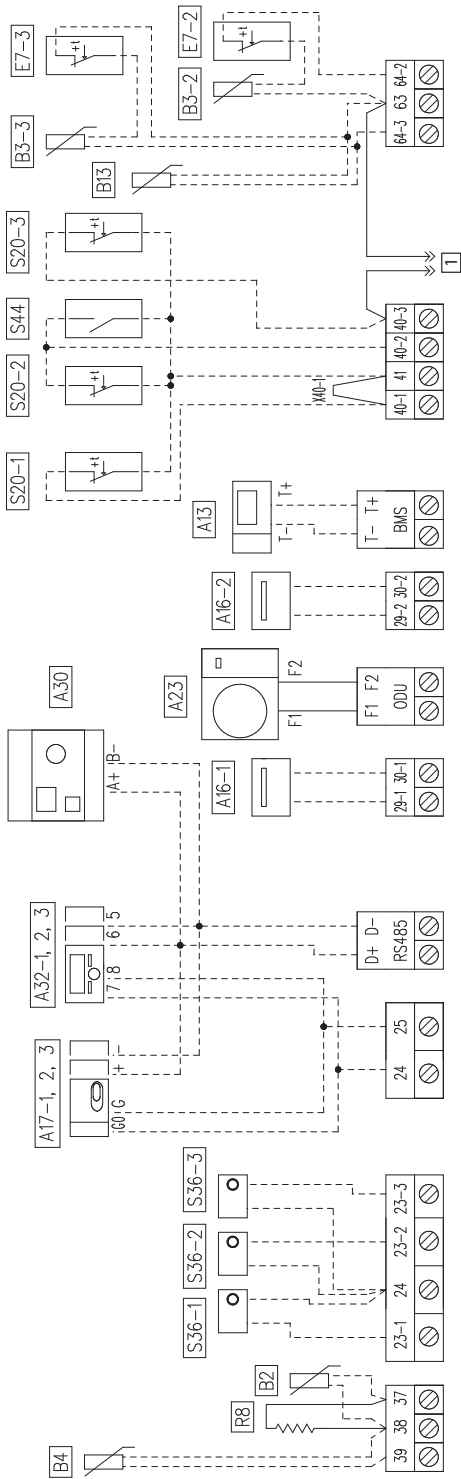 S20-1
S20-2
S44
S20-3
B3-3
E7-3
A17-1, 2, 3
A32-1, 2, 3
B4
A30
+t
+t
+t
+t
B13
G0 G
+ -
7 8
6 5
A+ B-
S36-1
S36-2
S36-3
A23
A13
B3-2
E7-2
A16-1
A16-2
+t
R8
B2
F1
F2
T-
T+
X40-1
D+ D-
F1 F2
T- T+
39
38
37
23-1
24
23-2
23-3
24
25
RS485
29-1
30-1
ODU
29-2
30-2
BMS
40-1
41
40-2
40-3
64-3
63
64-2
1